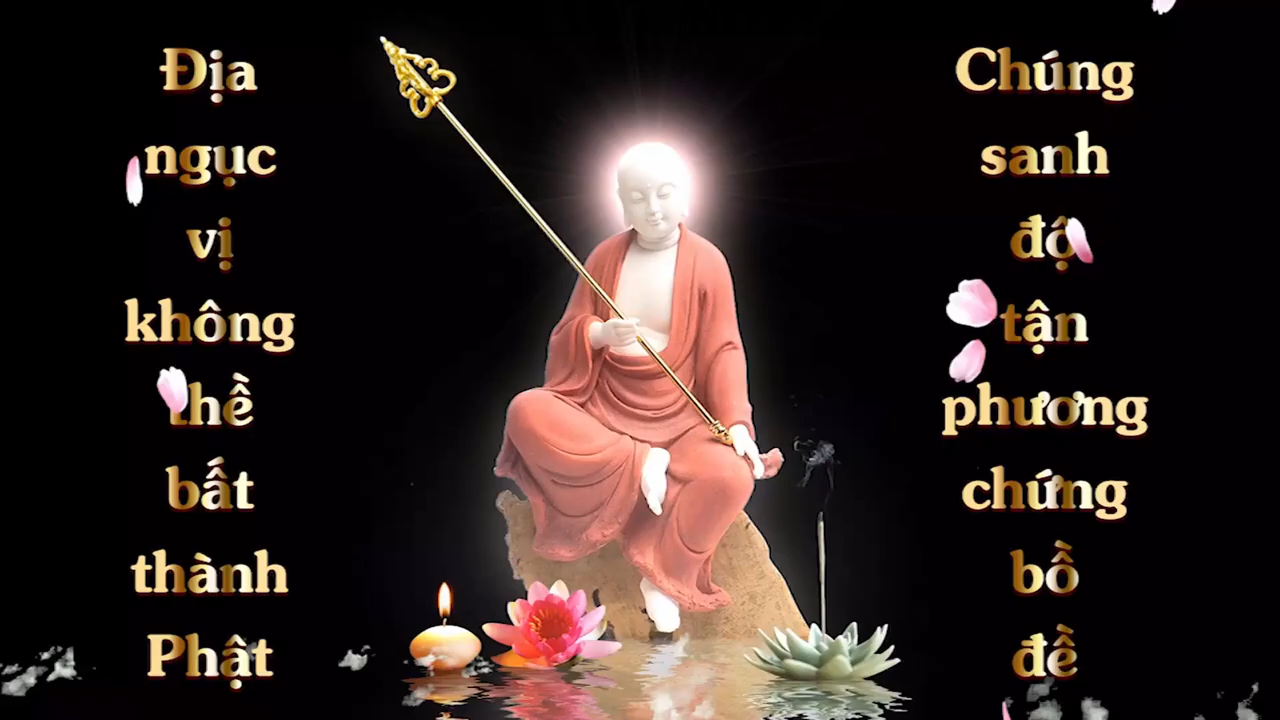 Địa
ngục
vị
không
thề
bất
thành
Phật
Chúng
sanh
độ
tận
phương
chứng
bồ
đề